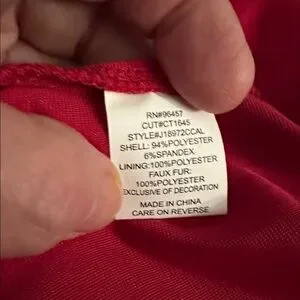 RN#96457
CUT#CT1645
STYLE#J18972CCAL
SHELL: 94%POLYESTER
6%SPANDEX
LINING:100%POLYESTER
FAUX FUR:
100%POLYESTER
EXCLUSIVE OF DECORATION
MADE IN CHINA
CARE ON REVERSE